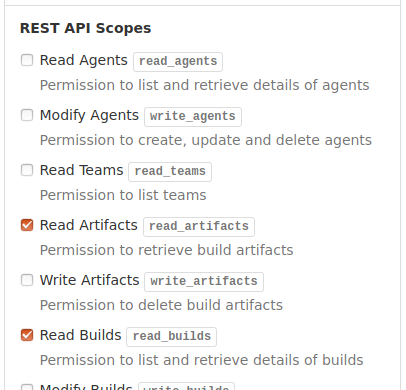 REST API Scopes
Read Agents read_agents
Permission to list and retrieve details of agents
Modify Agents write_agents
Permission to create, update and delete agents
Read Teams read_teams
Permission to list teams
Read Artifacts read_artifacts
Permission to retrieve build artifacts
Write Artifacts write_artifacts
Permission to delete build artifacts
Read Builds read_builds
Permission to list and retrieve details of builds
Modify Builds write_builds